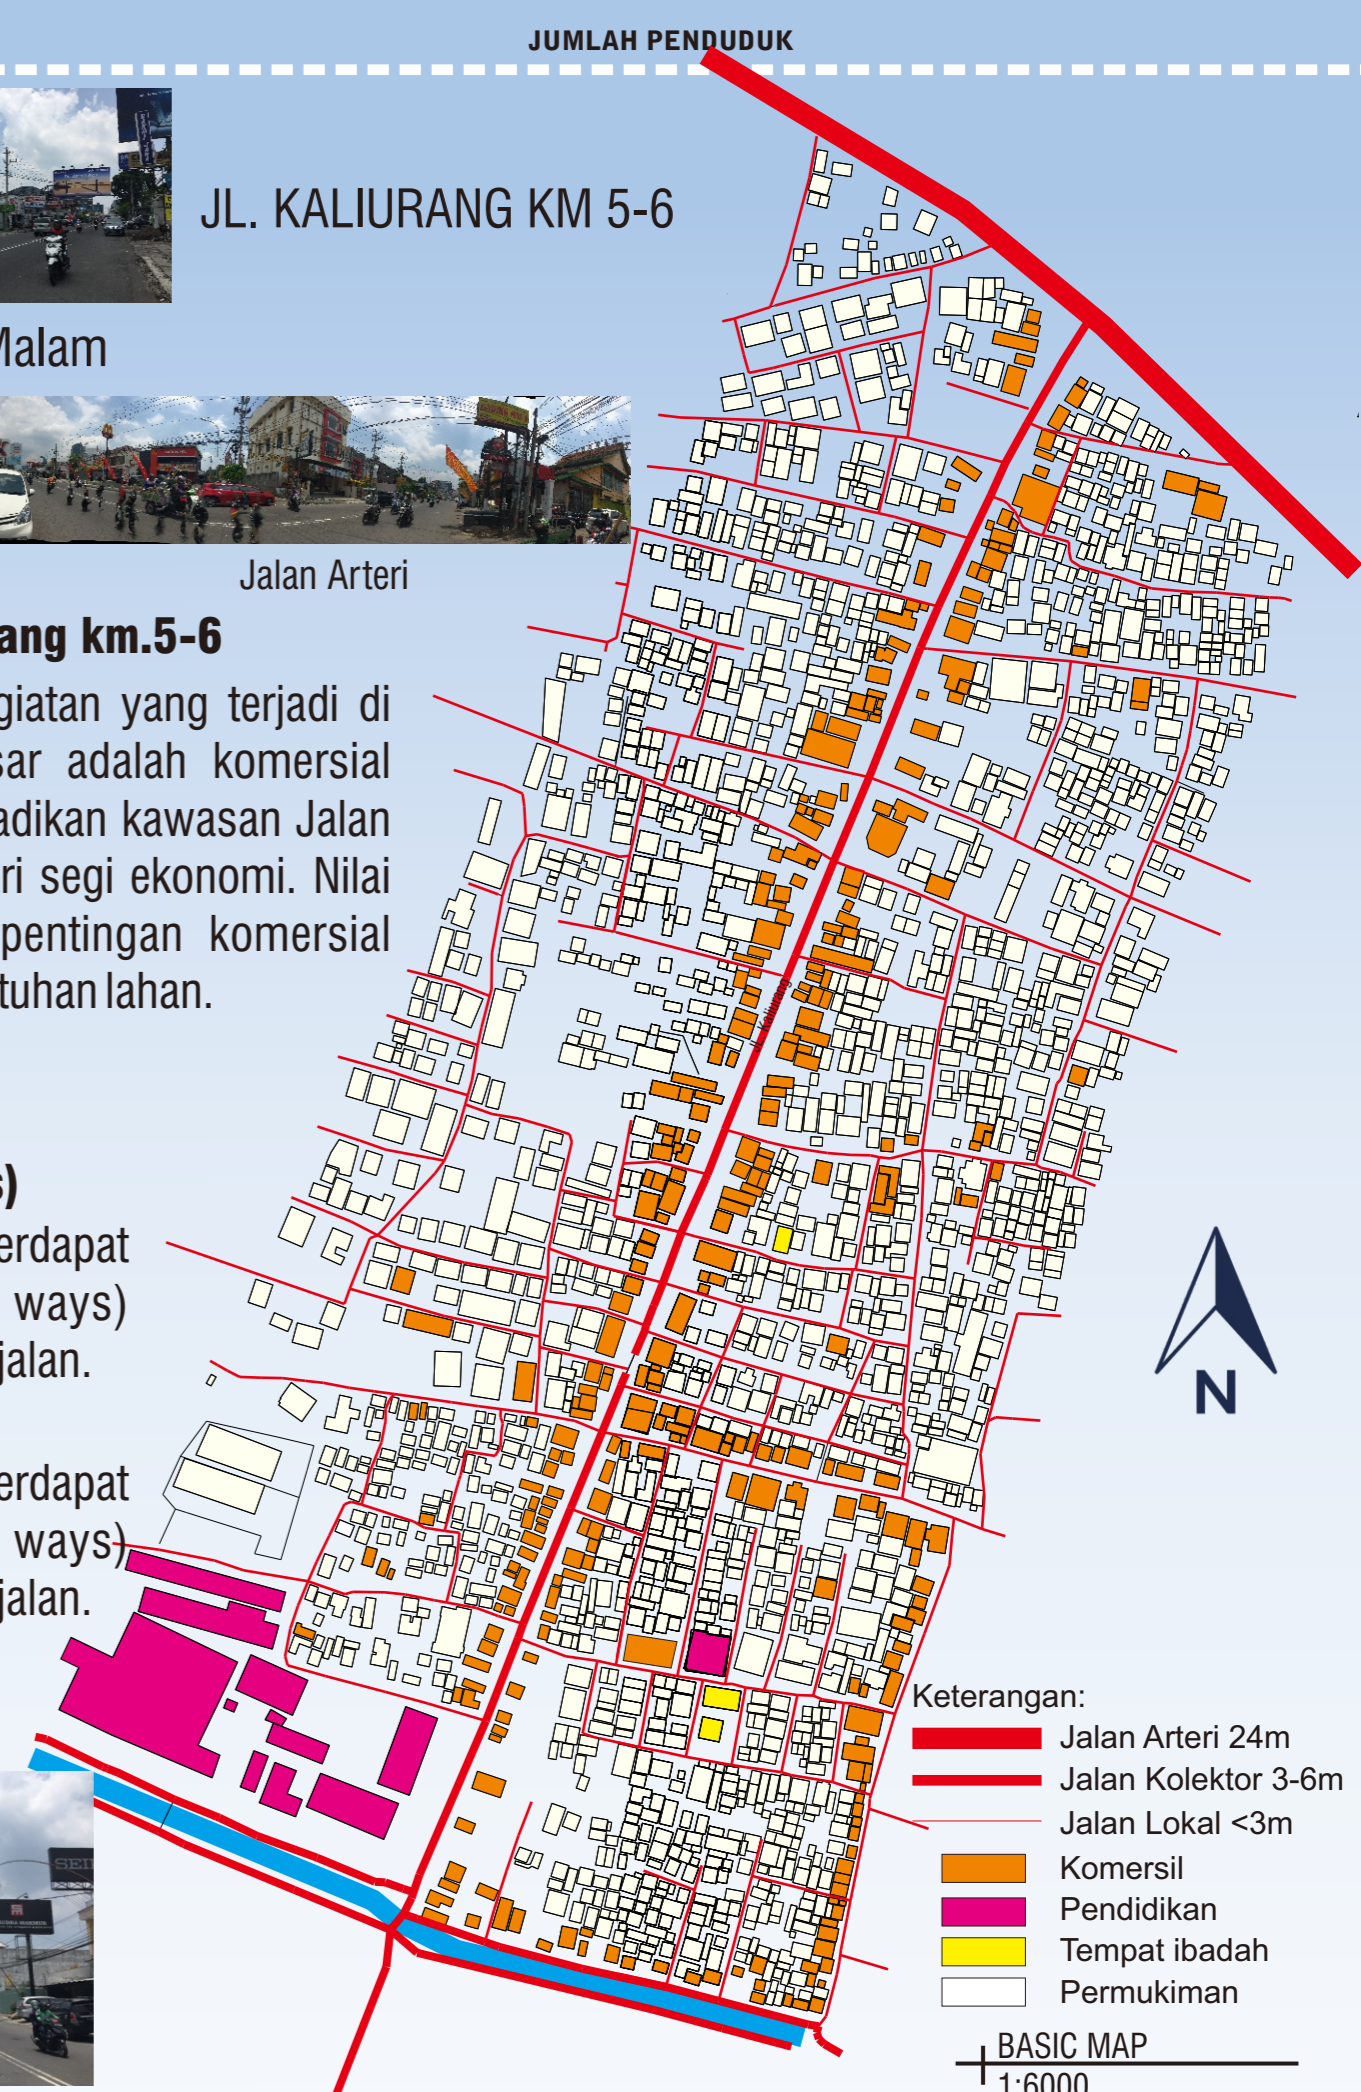 JUMLAH PENDUDUK
JL. KALIURANG KM 5-6
Malam
Jalan Arteri
ang km.5-6
giatan yang terjadi di
sar adalah komersial
adikan kawasan Jalan
ri segi ekonomi. Nilai
pentingan komersial
tuhan lahan.
s)
erdapat
ways)
jalan.
erdapat
ways)
jalan.
JL. Kaliurang
N
Keterangan:
Jalan Arteri 24m
Jalan Kolektor 3-6m
Jalan Lokal <3m
Komersil
Pendidikan
Tempat ibadah
Permukiman
BASIC MAP
1:6000